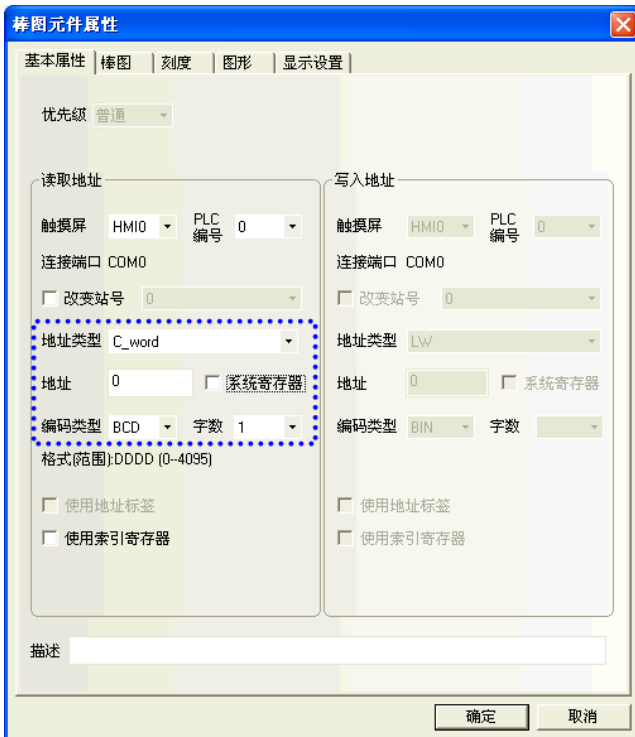 棒图元件属性
基本属性 棒图 刻度 图形 显示设置
优先级 普通
读取地址
触摸屏 HMI0 PLC编号 0
连接端口 COM0
改变站号 0
地址类型 C_word
地址 0 系统寄存器
编码类型 BCD 字数 1
格式(范围):DDDD (0--4095)
使用地址标签
使用索引寄存器
写入地址
触摸屏 HMI0 PLC编号 0
连接端口 COM0
改变站号 0
地址类型 LW
地址 0 系统寄存器
编码类型 BIN 字数
使用地址标签
使用索引寄存器
描述
确定 取消